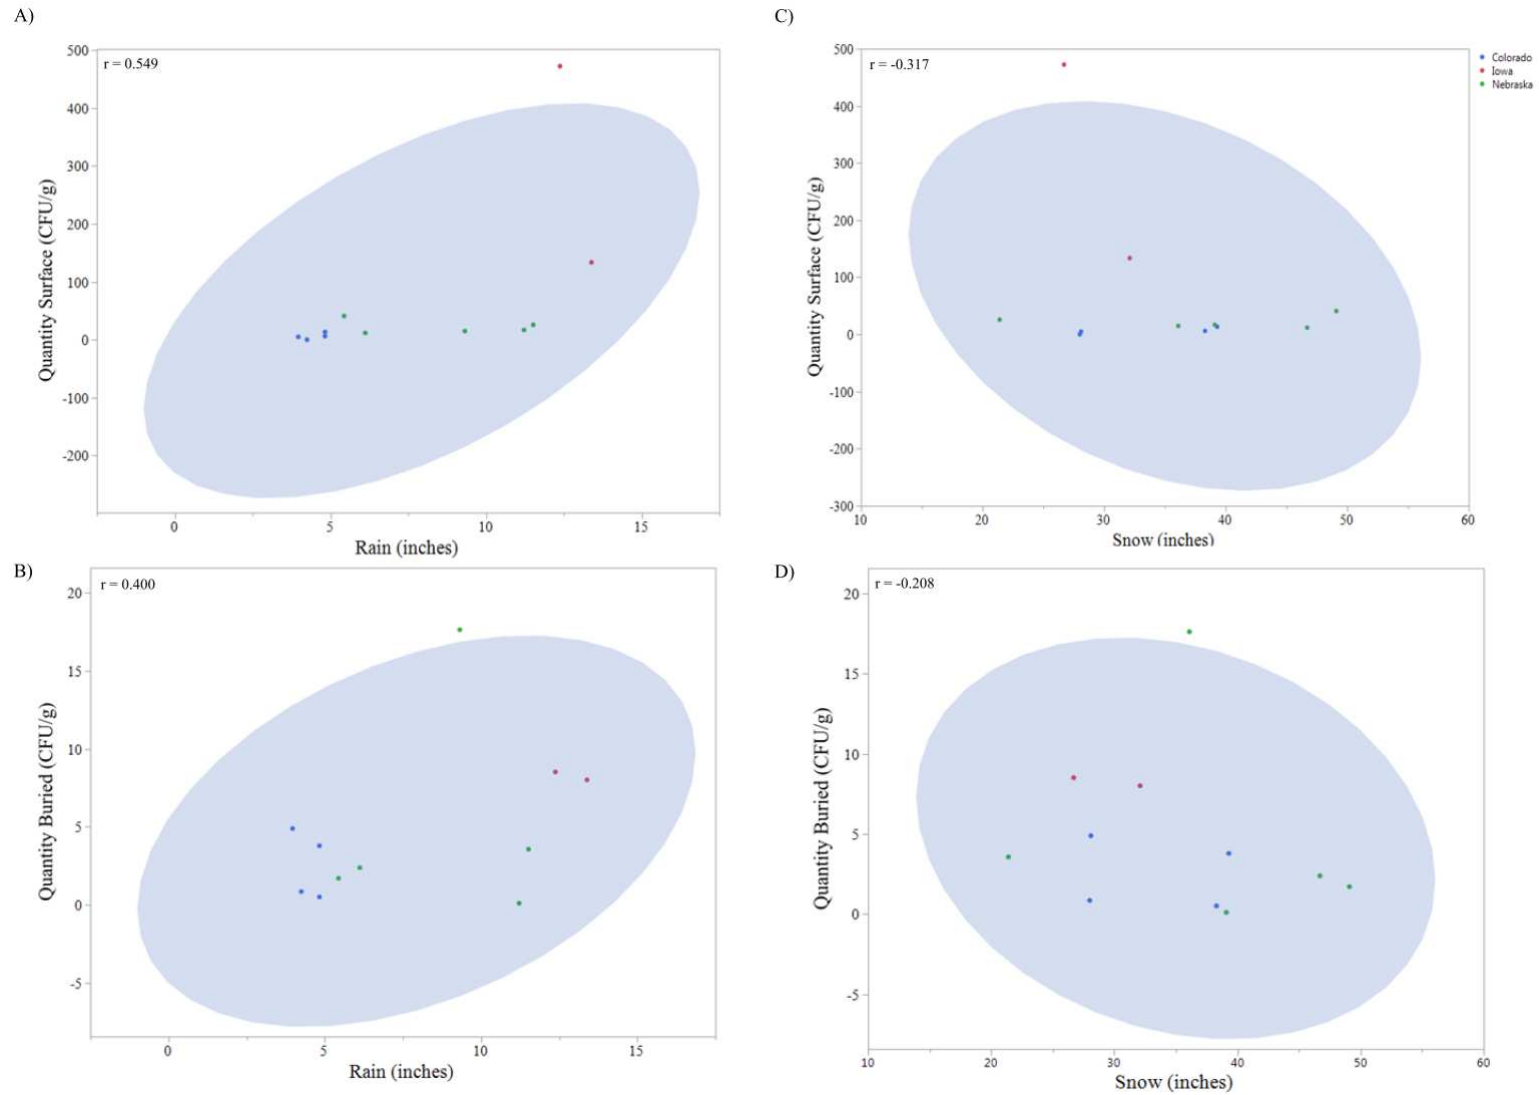 A)
r = 0.549
500
400
300
200
100
0
-100
-200
Quantity Surface (CFU/g)
0
5
10
15
Rain (inches)
C)
r = -0.317
500
400
300
200
100
0
-100
-200
-300
Quantity Surface (CFU/g)
10
20
30
40
50
60
Snow (inches)
Colorado
Iowa
Nebraska
B)
r = 0.400
20
15
10
5
0
-5
Quantity Buried (CFU/g)
0
5
10
15
Rain (inches)
D)
r = -0.208
20
15
10
5
0
-5
Quantity Buried (CFU/g)
10
20
30
40
50
60
Snow (inches)